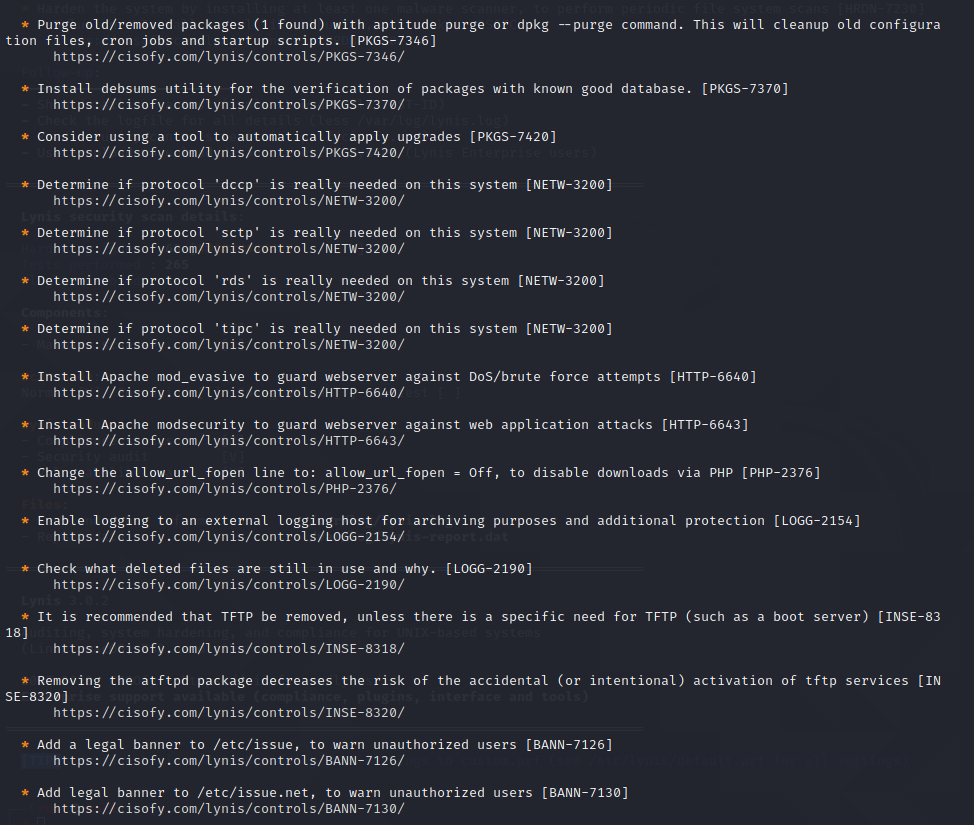 * Purge old/removed packages (1 found) with aptitude purge or dpkg --purge command. This will cleanup old configura
tion files, cron jobs and startup scripts. [PKGS-7346]
https://cisofy.com/lynis/controls/PKGS-7346/
* Install debsums utility for the verification of packages with known good database. [PKGS-7370]
https://cisofy.com/lynis/controls/PKGS-7370/
* Consider using a tool to automatically apply upgrades [PKGS-7420]
https://cisofy.com/lynis/controls/PKGS-7420/
* Determine if protocol 'dccp' is really needed on this system [NETW-3200]
https://cisofy.com/lynis/controls/NETW-3200/
* Determine if protocol 'sctp' is really needed on this system [NETW-3200]
https://cisofy.com/lynis/controls/NETW-3200/
* Determine if protocol 'rds' is really needed on this system [NETW-3200]
https://cisofy.com/lynis/controls/NETW-3200/
* Determine if protocol 'tipc' is really needed on this system [NETW-3200]
https://cisofy.com/lynis/controls/NETW-3200/
* Install Apache mod_evasive to guard webserver against DoS/brute force attempts [HTTP-6640]
https://cisofy.com/lynis/controls/HTTP-6640/
* Install Apache modsecurity to guard webserver against web application attacks [HTTP-6643]
https://cisofy.com/lynis/controls/HTTP-6643/
* Change the allow_url_fopen line to: allow_url_fopen = Off, to disable downloads via PHP [PHP-2376]
https://cisofy.com/lynis/controls/PHP-2376/
* Enable logging to an external logging host for archiving purposes and additional protection [LOGG-2154]
https://cisofy.com/lynis/controls/LOGG-2154/
* Check what deleted files are still in use and why. [LOGG-2190]
https://cisofy.com/lynis/controls/LOGG-2190/
* It is recommended that TFTP be removed, unless there is a specific need for TFTP (such as a boot server) [INSE-83
18]
https://cisofy.com/lynis/controls/INSE-8318/
* Removing the atftpd package decreases the risk of the accidental (or intentional) activation of tftp services [IN
SE-8320]
https://cisofy.com/lynis/controls/INSE-8320/
* Add a legal banner to /etc/issue, to warn unauthorized users [BANN-7126]
https://cisofy.com/lynis/controls/BANN-7126/
* Add legal banner to /etc/issue.net, to warn unauthorized users [BANN-7130]
https://cisofy.com/lynis/controls/BANN-7130/